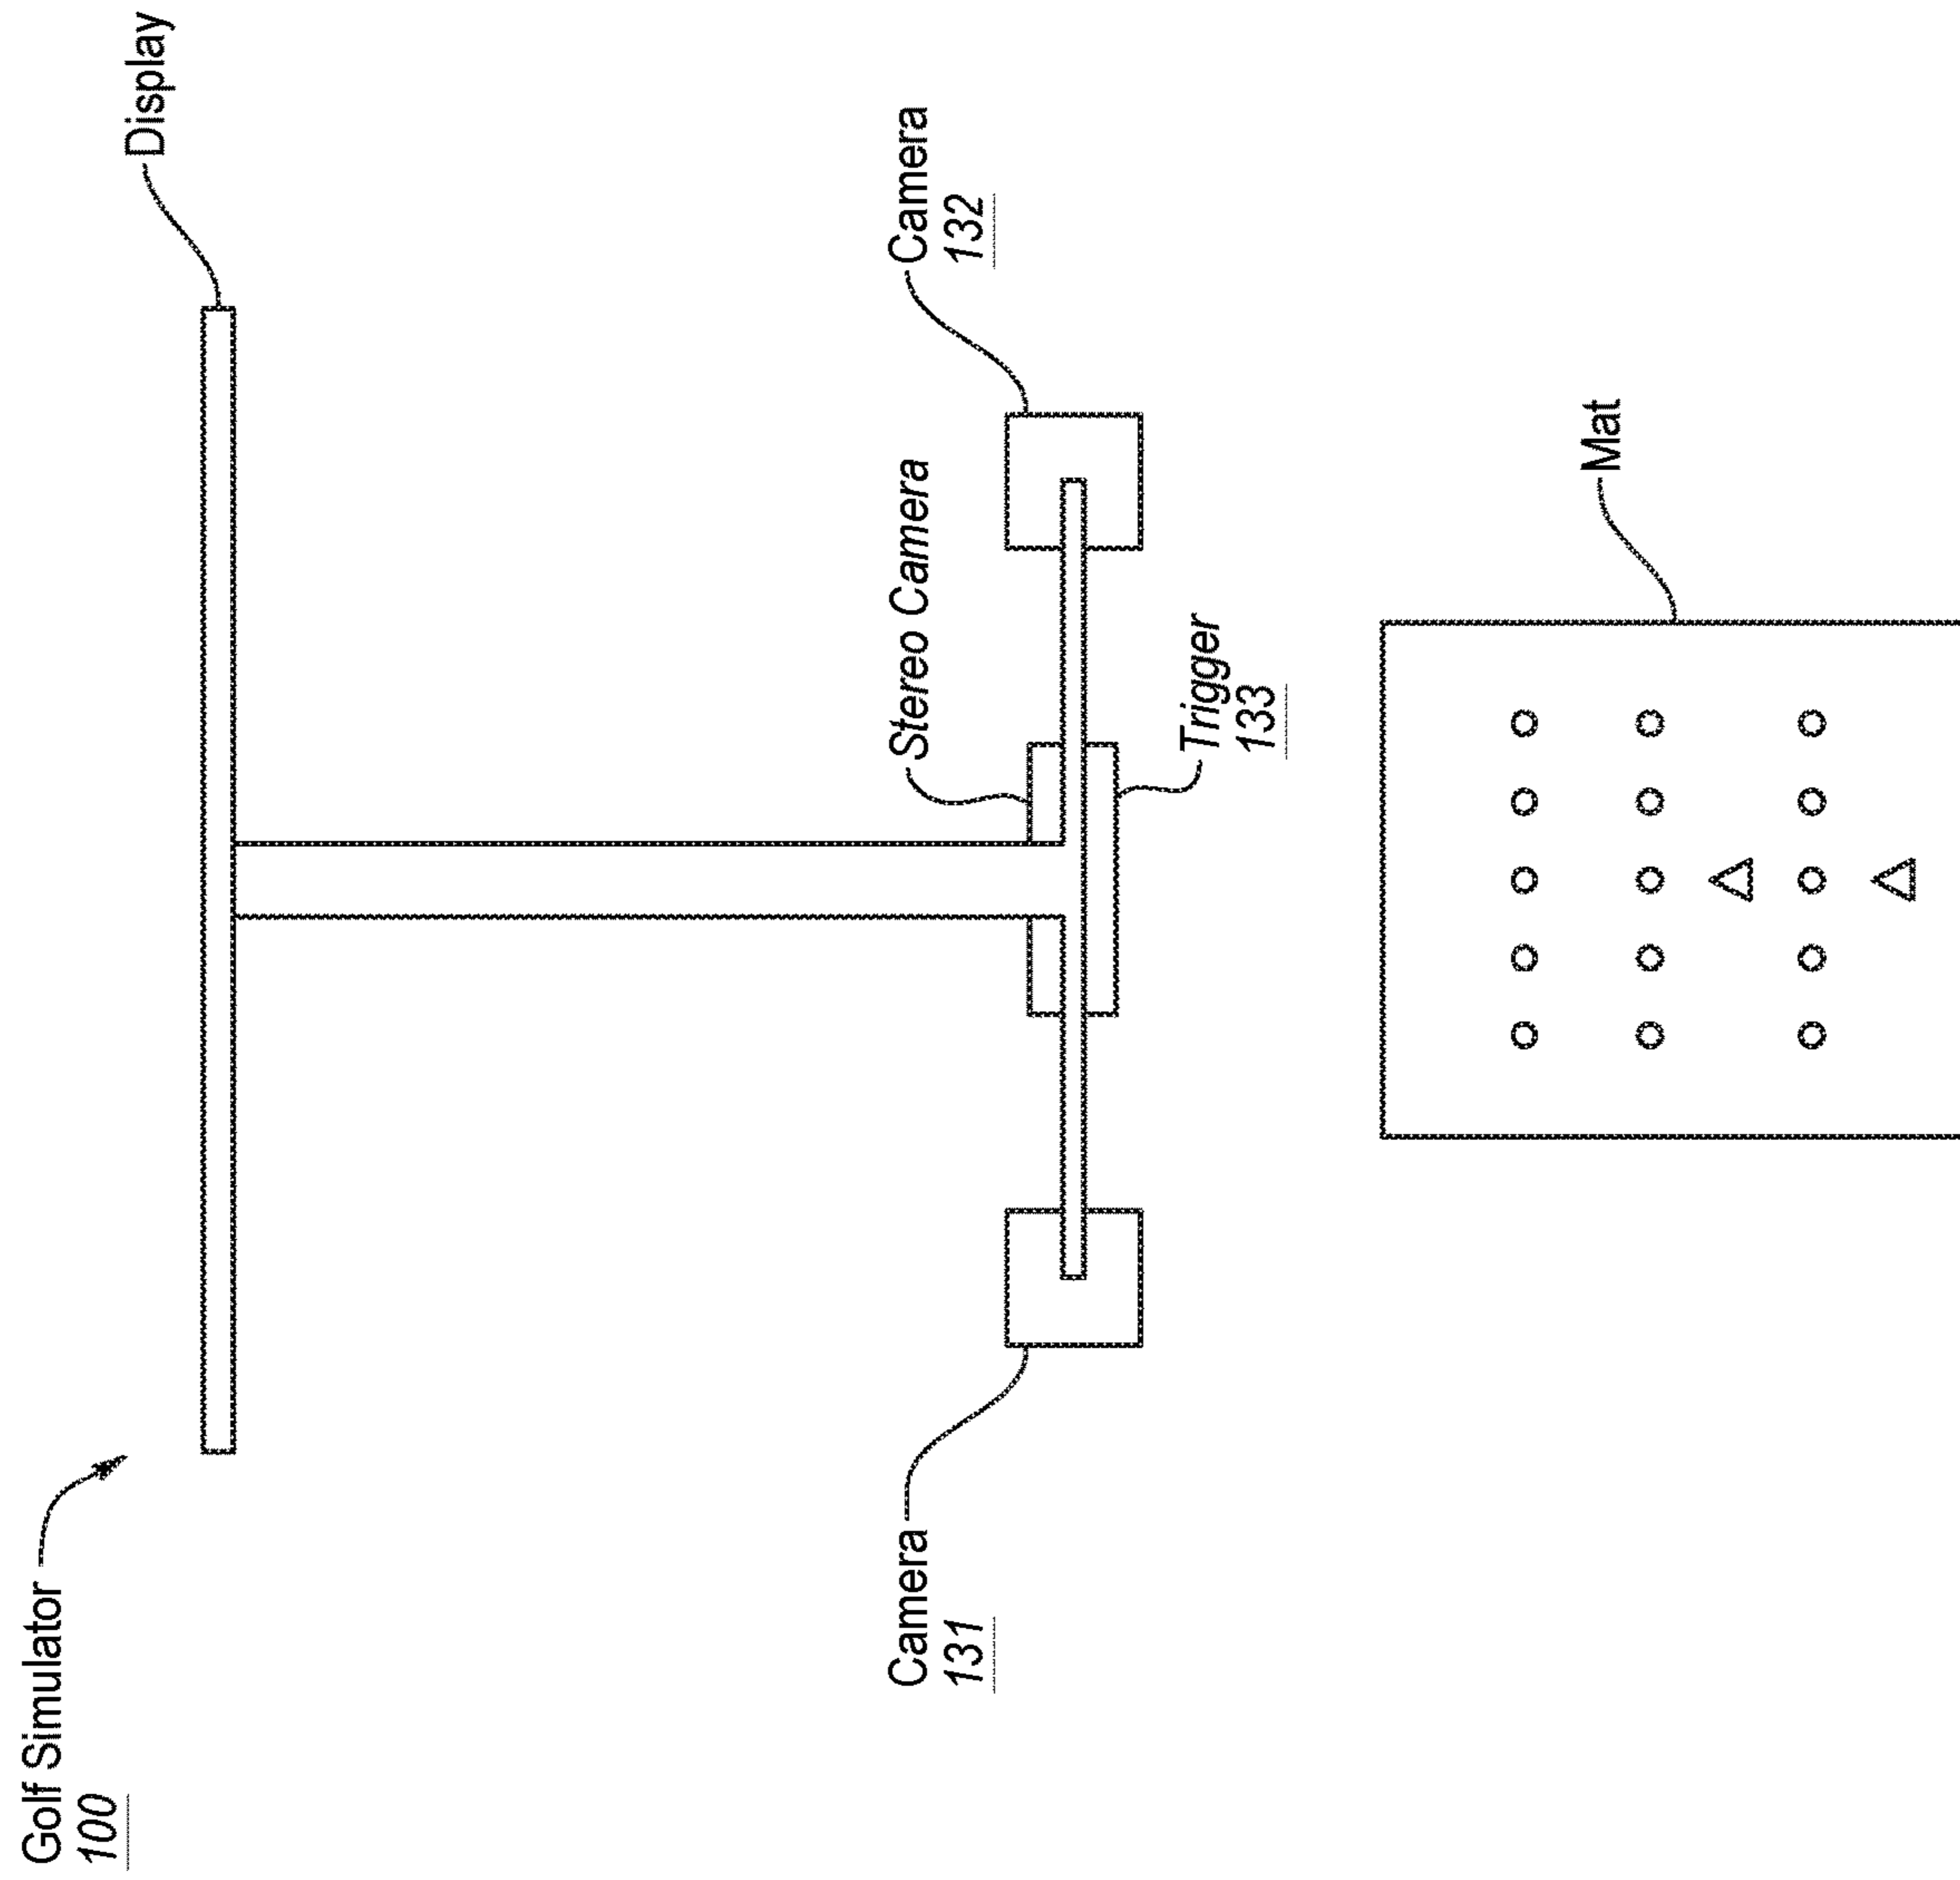 Golf Simulator
100
Display
Camera
131
Stereo Camera
Camera
132
Trigger
133
Mat